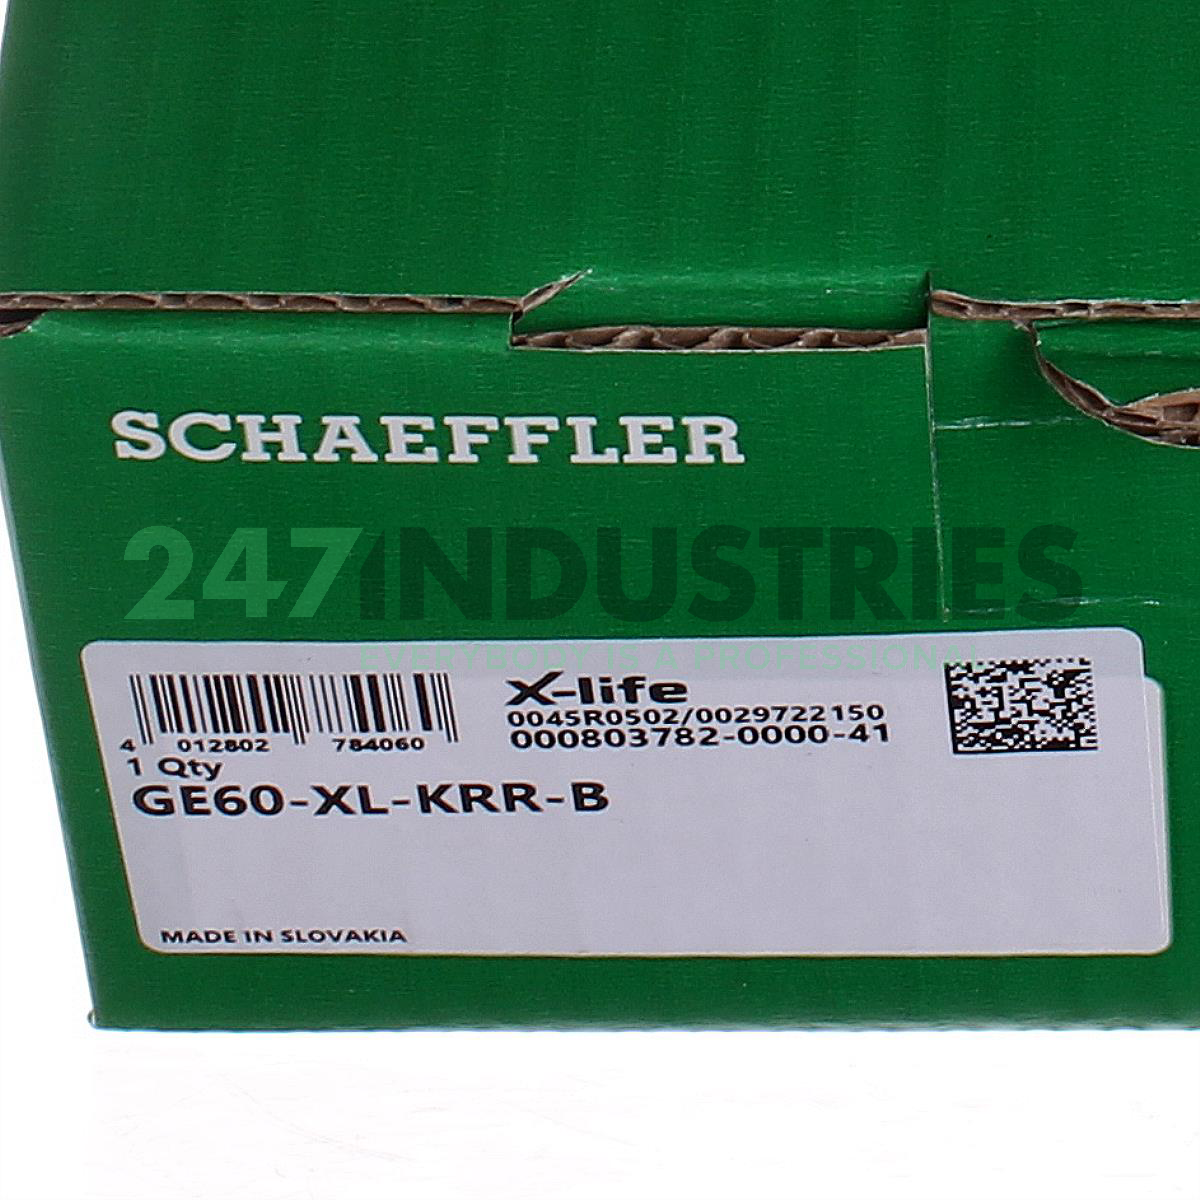 SCHAEFFLER
247INDUSTRIES
EVERYBODY IS A PROFESSIONAL
X-life
0045R0502/0029722150
000803782-0000-41
4 012802 784060
1 Qty
GE60-XL-KRR-B
MADE IN SLOVAKIA